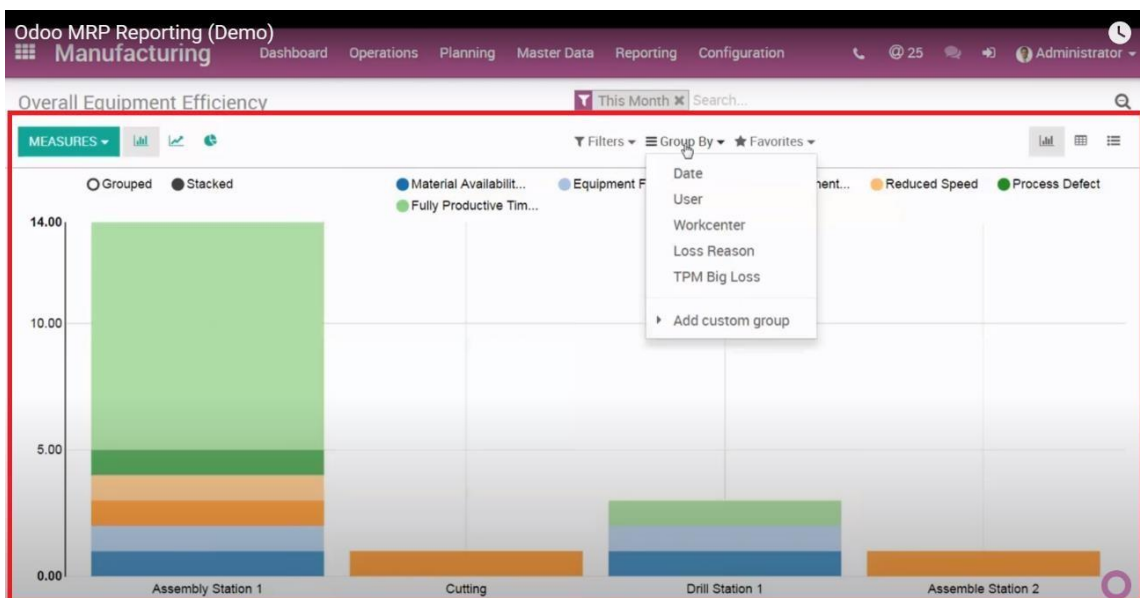 Odoo MRP Reporting (Demo)
Manufacturing Dashboard Operations Planning Master Data Reporting Configuration @ 25 Administrator
Overall Equipment Efficiency This Month Search...
MEASURES Filters Group By Favorites
Grouped Stacked Material Availabilit... Equipment F ent... Reduced Speed Process Defect
Fully Productive Tim...
Date
User
Workcenter
Loss Reason
TPM Big Loss
Add custom group
14.00
10.00
5.00
0.00
Assembly Station 1 Cutting Drill Station 1 Assemble Station 2